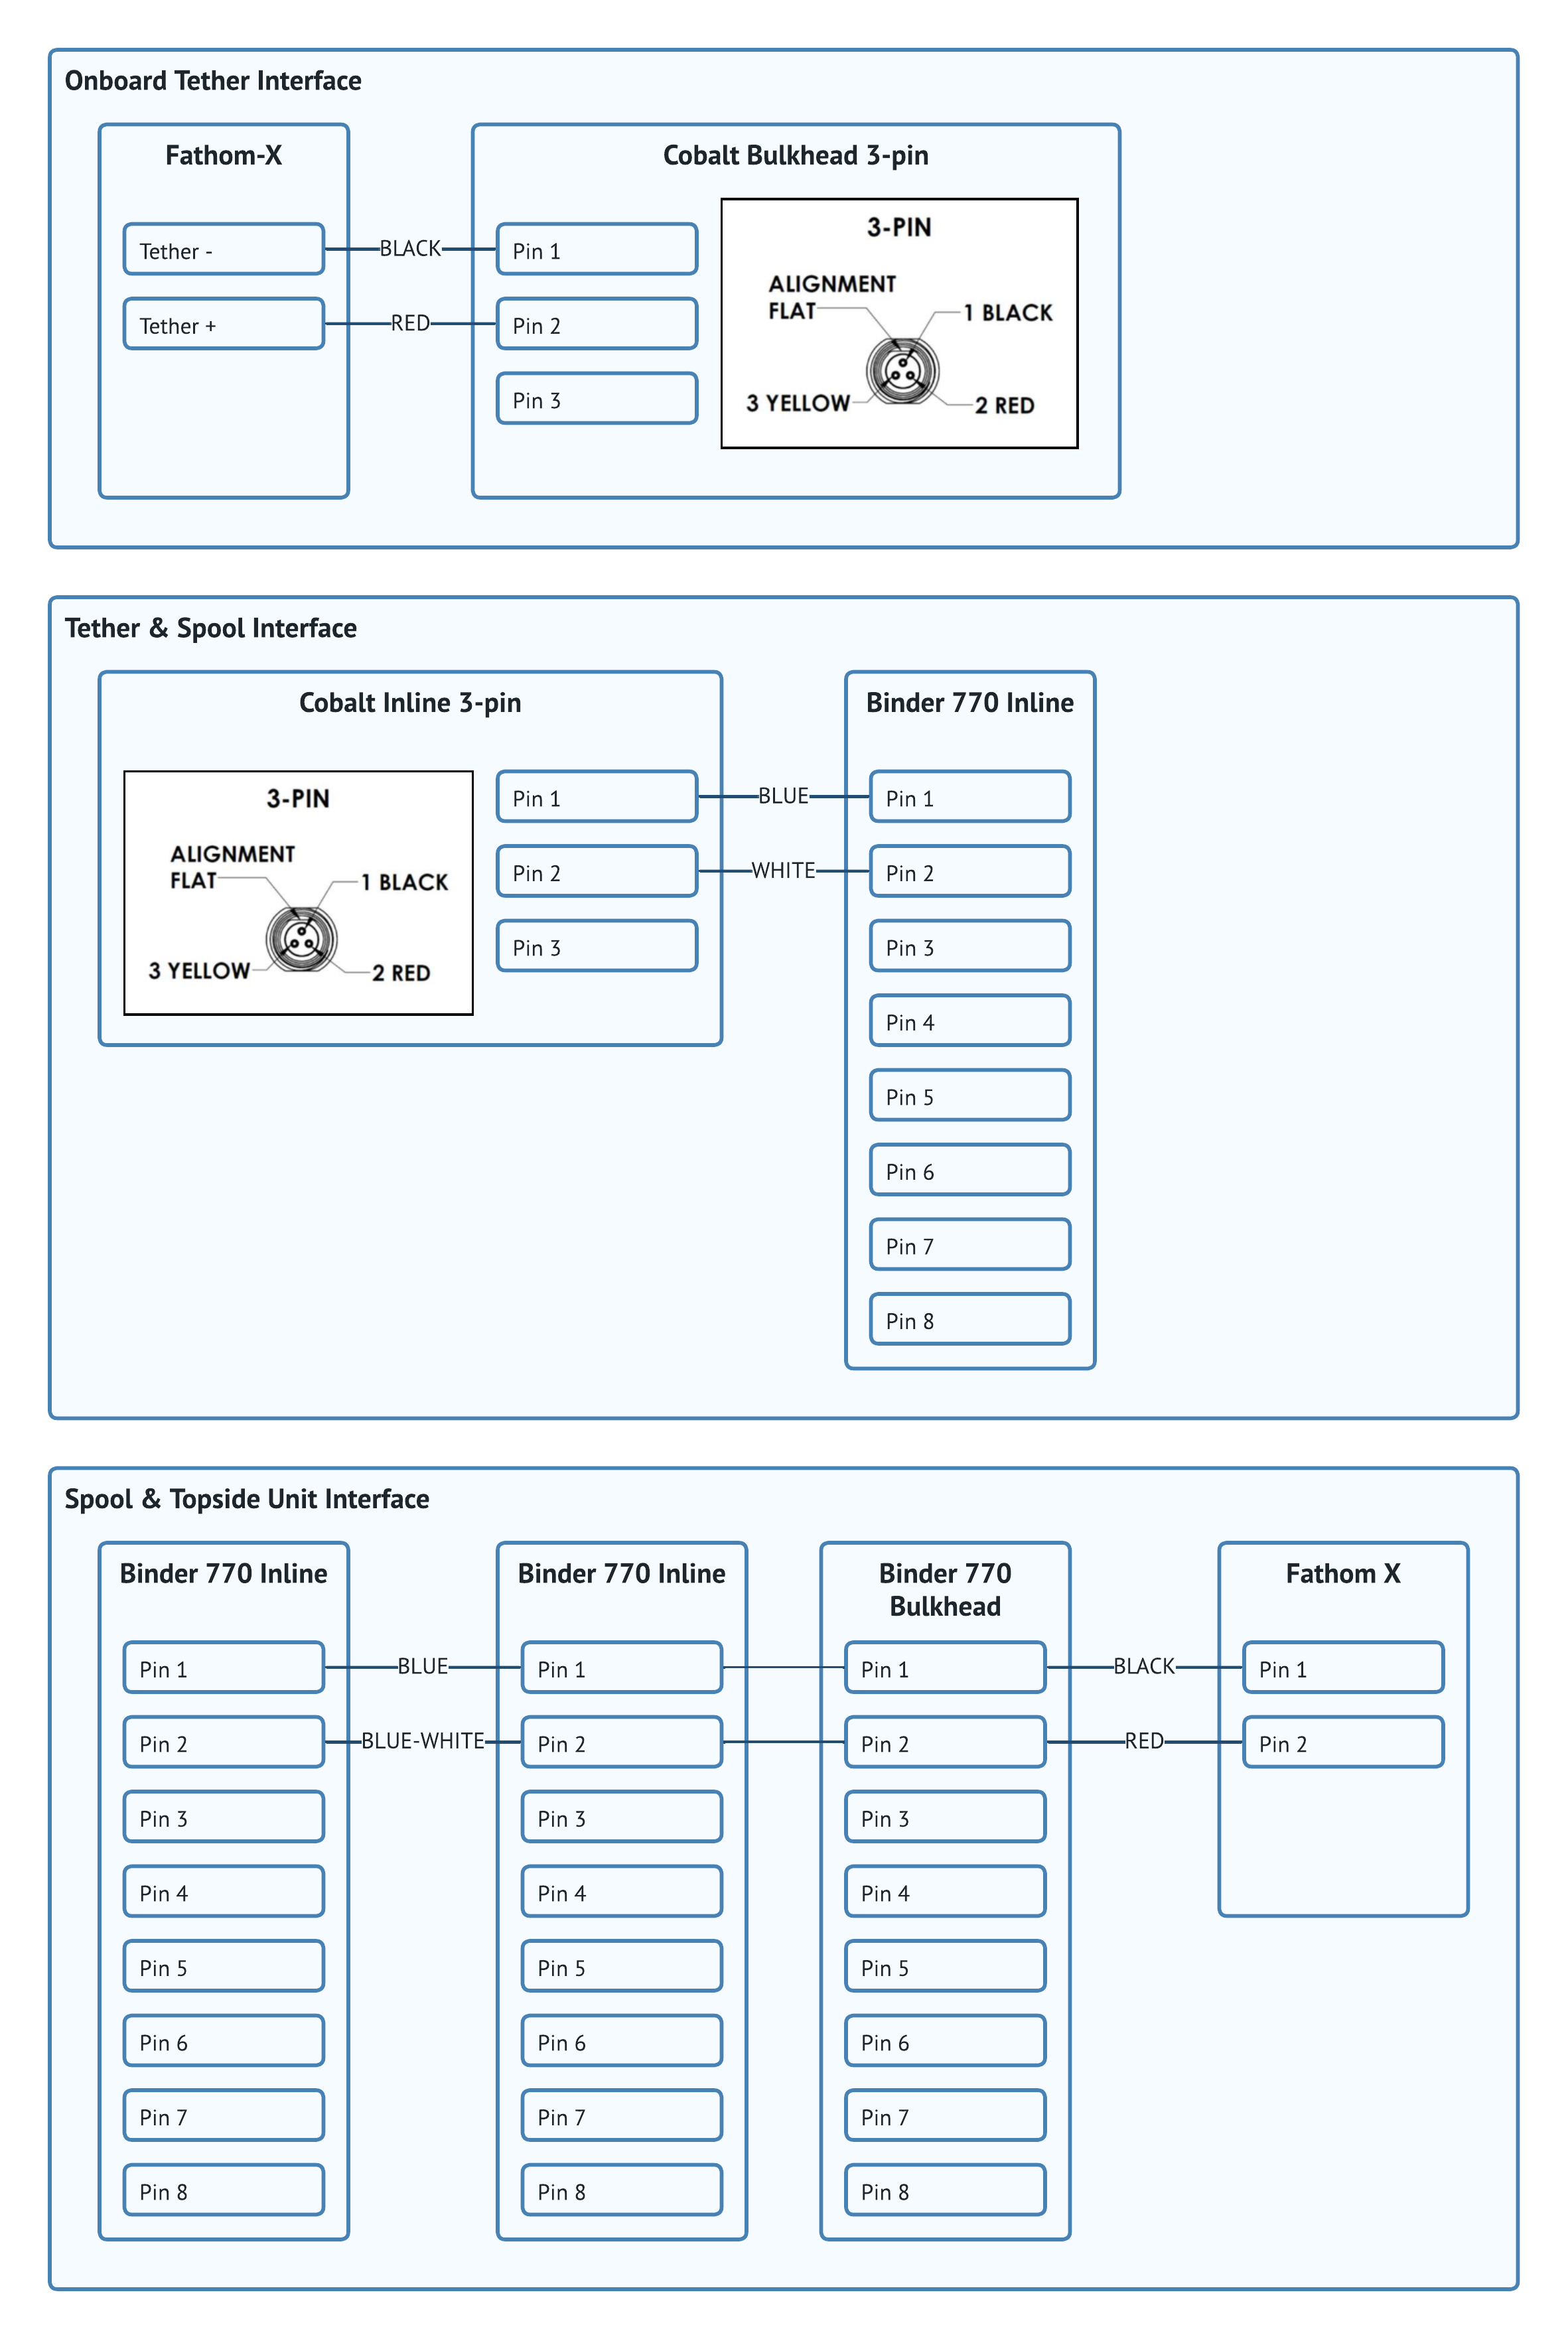 Onboard Tether Interface
Fathom-X
Cobalt Bulkhead 3-pin
Tether -
BLACK
Pin 1
Tether +
RED
Pin 2
Pin 3
3-PIN
ALIGNMENT
FLAT
1 BLACK
3 YELLOW
2 RED
Tether & Spool Interface
Cobalt Inline 3-pin
Binder 770 Inline
3-PIN
ALIGNMENT
FLAT
1 BLACK
3 YELLOW
2 RED
Pin 1
BLUE
Pin 1
Pin 2
WHITE
Pin 2
Pin 3
Pin 3
Pin 4
Pin 5
Pin 6
Pin 7
Pin 8
Spool & Topside Unit Interface
Binder 770 Inline
Binder 770 Inline
Binder 770
Bulkhead
Fathom X
Pin 1
BLUE
Pin 1
Pin 1
BLACK
Pin 1
Pin 2
BLUE-WHITE
Pin 2
Pin 2
RED
Pin 2
Pin 3
Pin 3
Pin 3
Pin 4
Pin 4
Pin 4
Pin 5
Pin 5
Pin 5
Pin 6
Pin 6
Pin 6
Pin 7
Pin 7
Pin 7
Pin 8
Pin 8
Pin 8